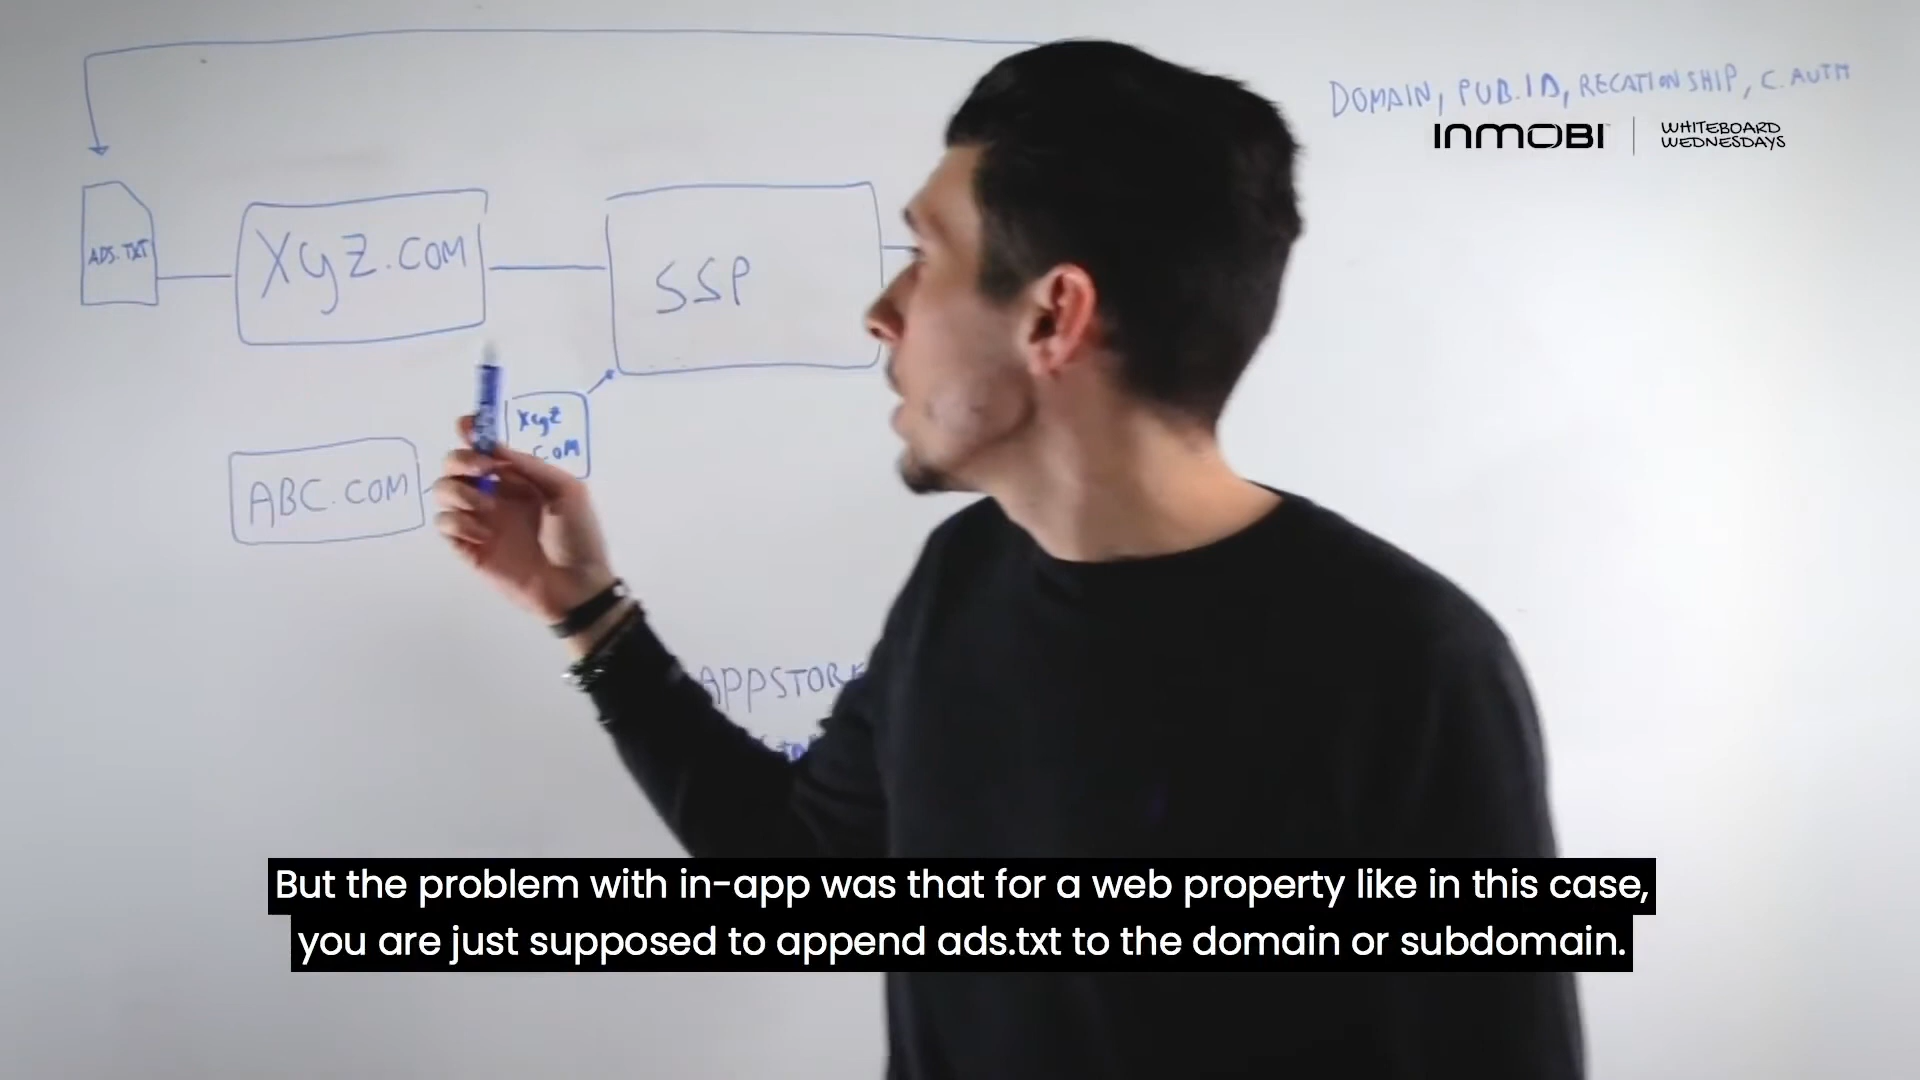 DOMAIN, PUB.ID, RECATIONSHIP, C. AUTH
INMOBI
WHITEBOARD
WEDNESDAYS
ADS.TXT
XYZ.COM
SSP
XYZ
.COM
ABC.COM
APPSTORE
But the problem with in-app was that for a web property like in this case,
you are just supposed to append ads.txt to the domain or subdomain.